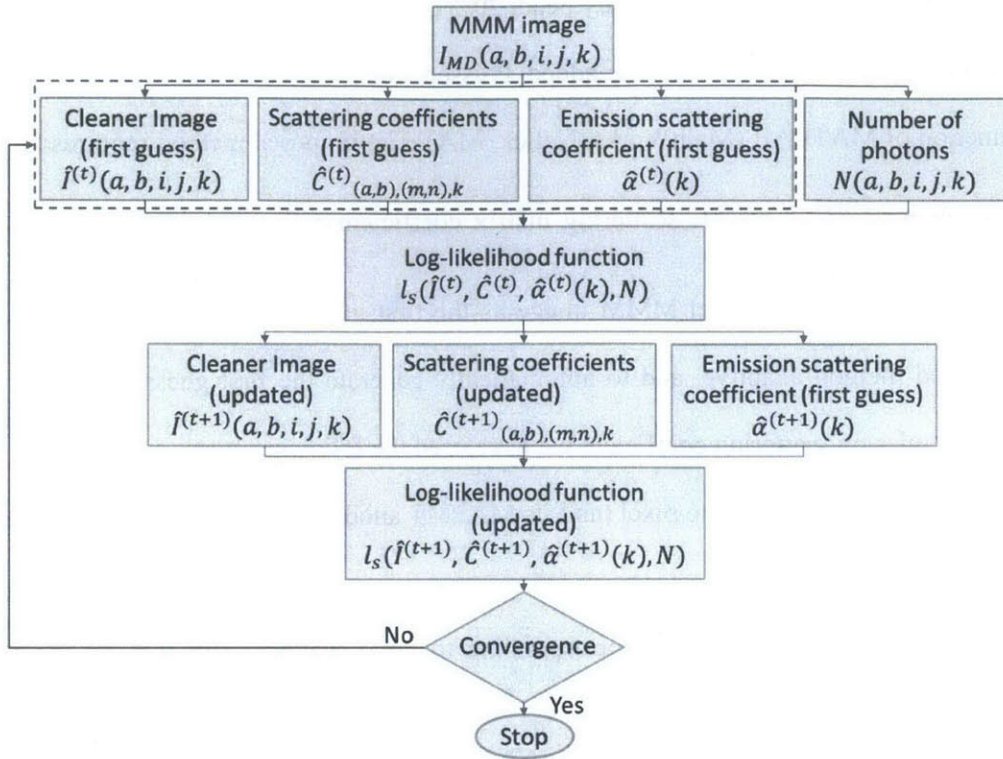 MMM image
I_MD(a, b, i, j, k)
Cleaner Image
(first guess)
Î^(t)(a, b, i, j, k)
Scattering coefficients
(first guess)
Ĉ^(t)_(a,b),(m,n),k
Emission scattering
coefficient (first guess)
α̂^(t)(k)
Number of
photons
N(a, b, i, j, k)
Log-likelihood function
l_s(Î^(t), Ĉ^(t), α̂^(t)(k), N)
Cleaner Image
(updated)
Î^(t+1)(a, b, i, j, k)
Scattering coefficients
(updated)
Ĉ^(t+1)_(a,b),(m,n),k
Emission scattering
coefficient (first guess)
α̂^(t+1)(k)
Log-likelihood function
(updated)
l_s(Î^(t+1), Ĉ^(t+1), α̂^(t+1)(k), N)
No
Convergence
Yes
Stop